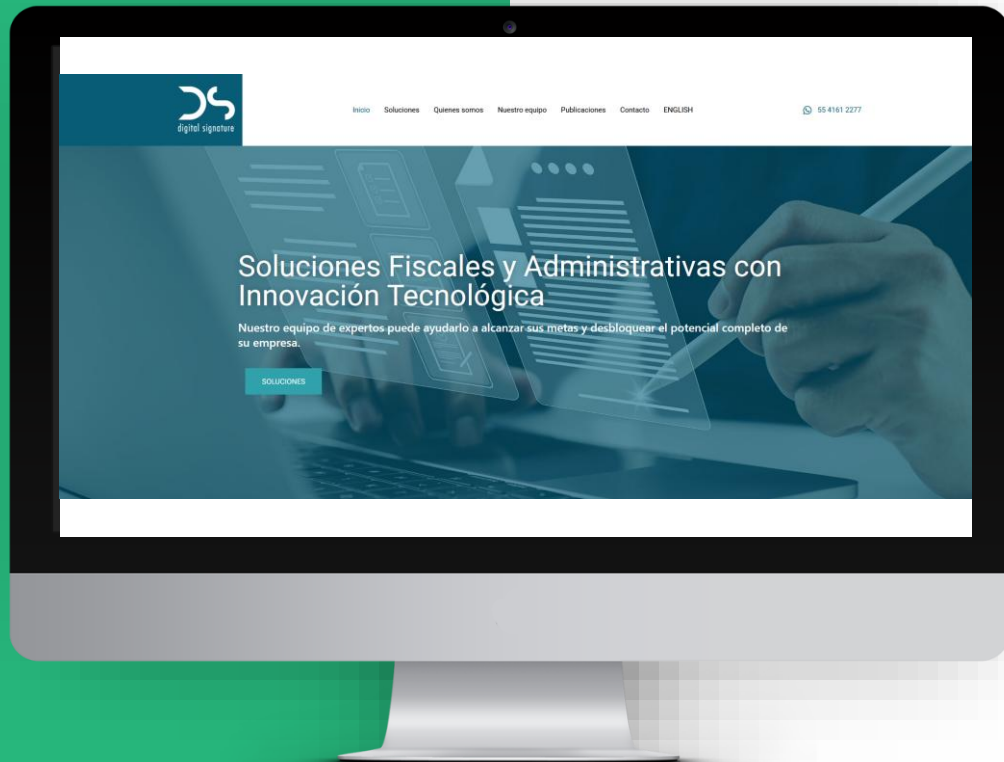 DS
digital signature
Inicio Soluciones Quienes somos Nuestro equipo Publicaciones Contacto ENGLISH
55 4161 2277
Soluciones Fiscales y Administrativas con
Innovación Tecnológica
Nuestro equipo de expertos puede ayudarlo a alcanzar sus metas y desbloquear el potencial completo de
su empresa.
SOLUCIONES